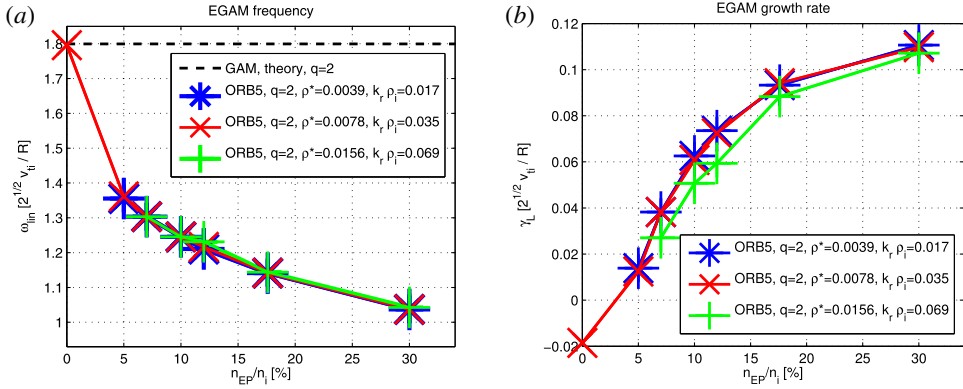 (a)
EGAM frequency
1.8
1.7
1.6
1.5
1.4
1.3
1.2
1.1
1
ω_lin [2^1/2 v_ti / R]
GAM, theory, q=2
ORB5, q=2, ρ*=0.0039, k_r ρ_i=0.017
ORB5, q=2, ρ*=0.0078, k_r ρ_i=0.035
ORB5, q=2, ρ*=0.0156, k_r ρ_i=0.069
0 5 10 15 20 25 30
n_EP/n_i [%]
(b)
EGAM growth rate
0.12
0.1
0.08
0.06
0.04
0.02
0
−0.02
γ_L [2^1/2 v_ti / R]
ORB5, q=2, ρ*=0.0039, k_r ρ_i=0.017
ORB5, q=2, ρ*=0.0078, k_r ρ_i=0.035
ORB5, q=2, ρ*=0.0156, k_r ρ_i=0.069
0 5 10 15 20 25 30
n_EP/n_i [%]